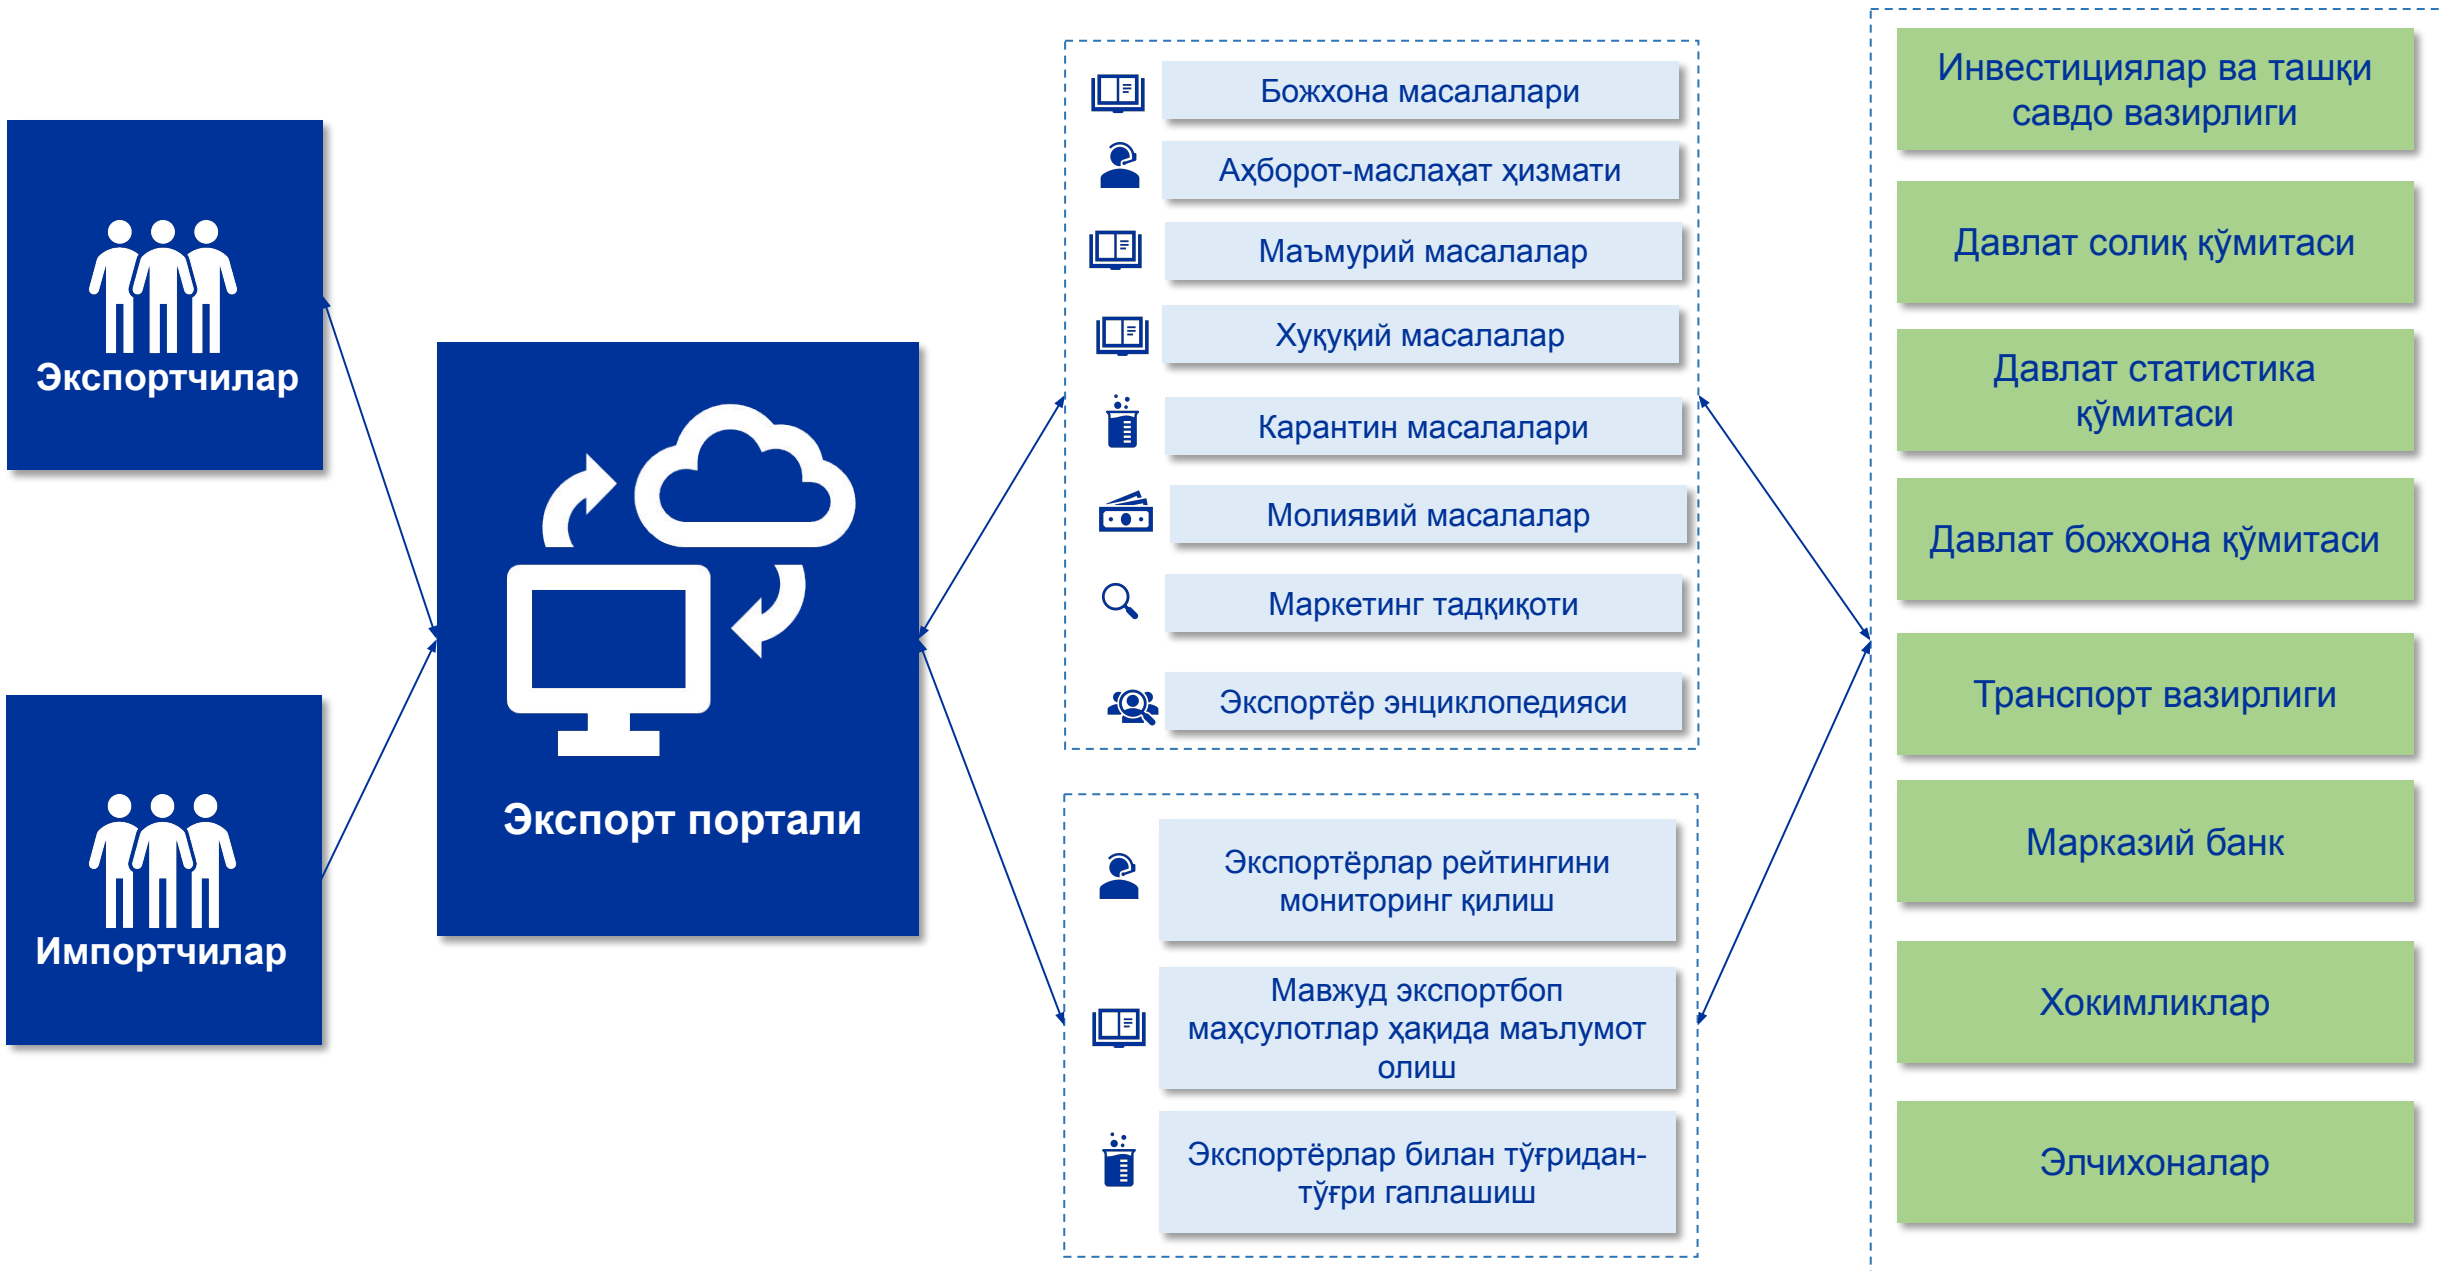 Экспортчилар
Импортчилар
Экспорт портали
Божхона масалалари
Аҳборот-маслаҳат ҳизмати
Маъмурий масалалар
Хуқуқий масалалар
Карантин масалалари
Молиявий масалалар
Маркетинг тадқиқоти
Экспортёр энциклопедияси
Экспортёрлар рейтингини
мониторинг қилиш
Мавжуд экспортбоп
маҳсулотлар ҳақида маълумот
олиш
Экспортёрлар билан тўғридан-
тўғри гаплашиш
Инвестициялар ва ташқи
савдо вазирлиги
Давлат солиқ қўмитаси
Давлат статистика
қўмитаси
Давлат божхона қўмитаси
Транспорт вазирлиги
Марказий банк
Хокимликлар
Элчихоналар